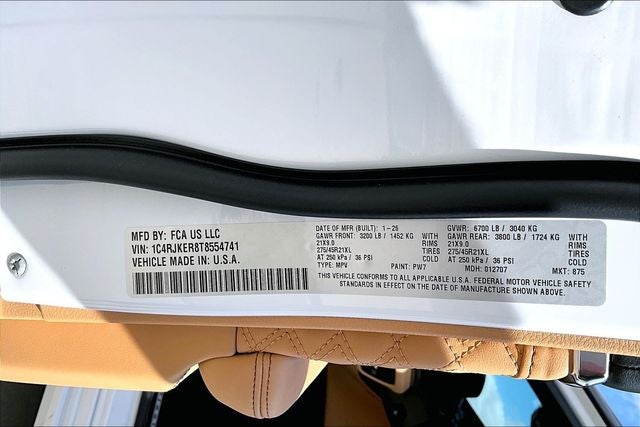 MFD BY: FCA US LLC
VIN: 1C4RJKER8T8554741
VEHICLE MADE IN: U.S.A.
DATE OF MFR (BUILT): 1-26
GAWR FRONT: 3200 LB / 1452 KG WITH
21X9.0 RIMS
275/45R21XL TIRES
AT 250 kPa / 36 PSI COLD
TYPE: MPV PAINT: PW7
GVWR: 6700 LB / 3040 KG
GAWR REAR: 3800 LB / 1724 KG WITH
21X9.0 RIMS
275/45R21XL TIRES
AT 250 kPa / 36 PSI COLD
MDH: 012707 MKT: 875
THIS VEHICLE CONFORMS TO ALL APPLICABLE U.S.A. FEDERAL MOTOR VEHICLE SAFETY
STANDARDS IN EFFECT ON THE DATE OF MANUFACTURE SHOWN ABOVE.